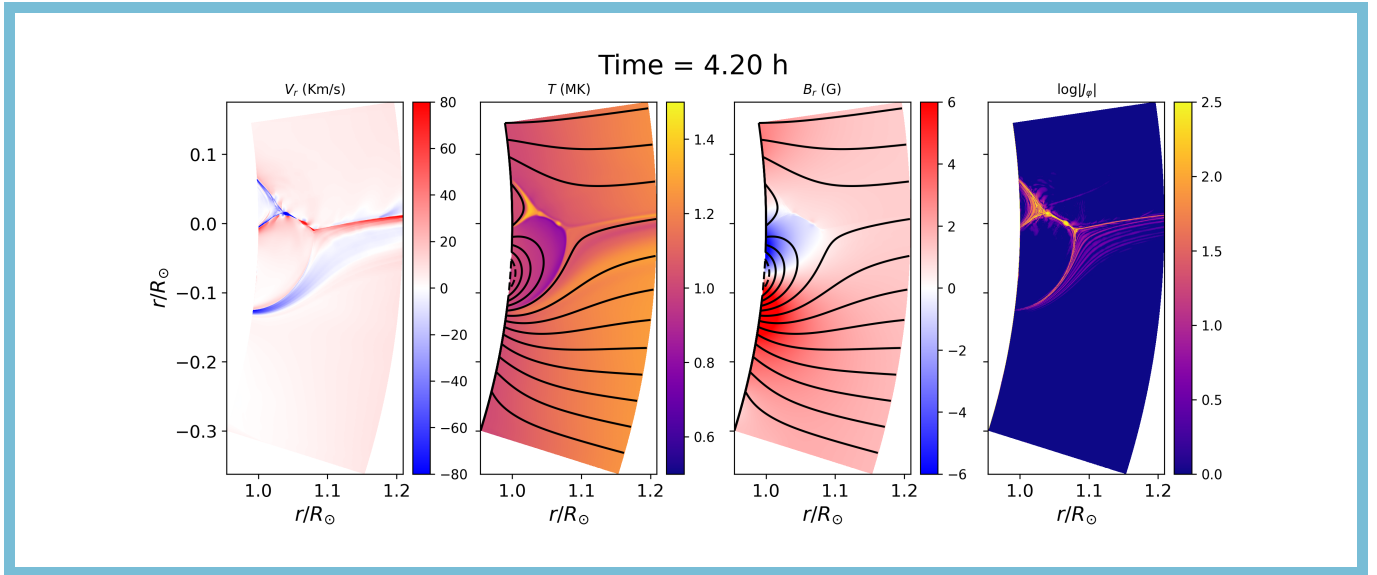 Time = 4.20 h
V_r (Km/s)
T (MK)
B_r (G)
log|J_φ|
0.1
0.0
−0.1
−0.2
−0.3
r/R_⊙
80
60
40
20
0
−20
−40
−60
−80
1.4
1.2
1.0
0.8
0.6
6
4
2
0
−2
−4
−6
2.5
2.0
1.5
1.0
0.5
0.0
1.0 1.1 1.2
1.0 1.1 1.2
1.0 1.1 1.2
1.0 1.1 1.2
r/R_⊙
r/R_⊙
r/R_⊙
r/R_⊙